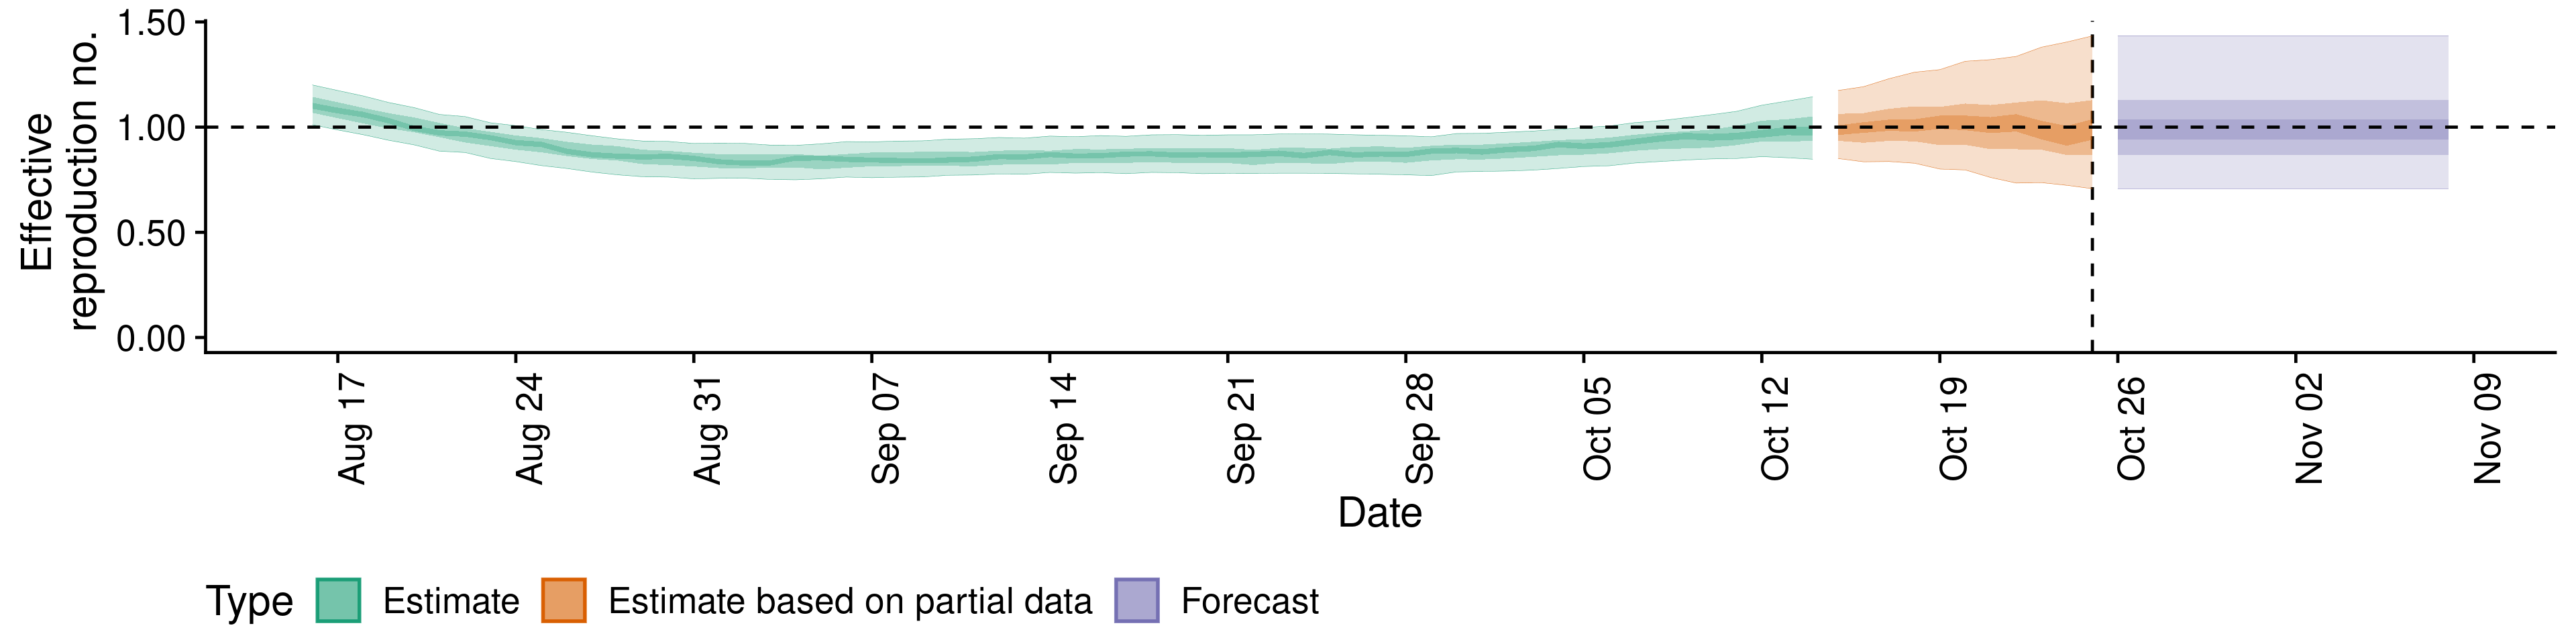 Effective
reproduction no.
1.50
1.00
0.50
0.00
Aug 17
Aug 24
Aug 31
Sep 07
Sep 14
Sep 21
Sep 28
Oct 05
Oct 12
Oct 19
Oct 26
Nov 02
Nov 09
Date
Type Estimate Estimate based on partial data Forecast